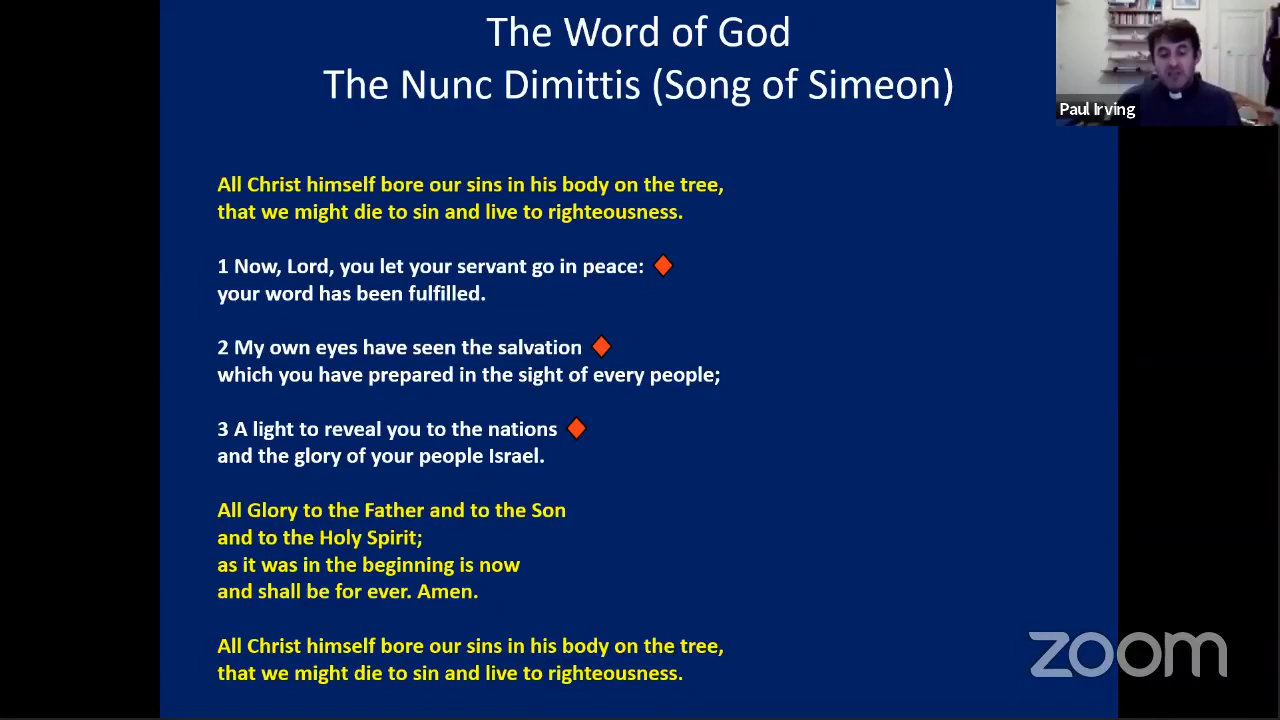 The Word of God
The Nunc Dimittis (Song of Simeon)
Paul Irving
All Christ himself bore our sins in his body on the tree,
that we might die to sin and live to righteousness.
1 Now, Lord, you let your servant go in peace: ♦
your word has been fulfilled.
2 My own eyes have seen the salvation ♦
which you have prepared in the sight of every people;
3 A light to reveal you to the nations ♦
and the glory of your people Israel.
All Glory to the Father and to the Son
and to the Holy Spirit;
as it was in the beginning is now
and shall be for ever. Amen.
All Christ himself bore our sins in his body on the tree,
that we might die to sin and live to righteousness.
zoom